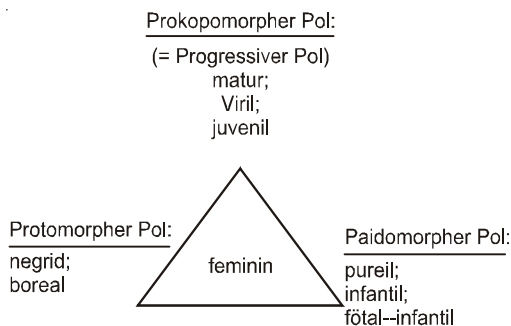 Prokopomorpher Pol:
(= Progressiver Pol)
matur;
Viril;
juvenil
Protomorpher Pol:
negrid;
boreal
feminin
Paidomorpher Pol:
pureil;
infantil;
fötal--infantil